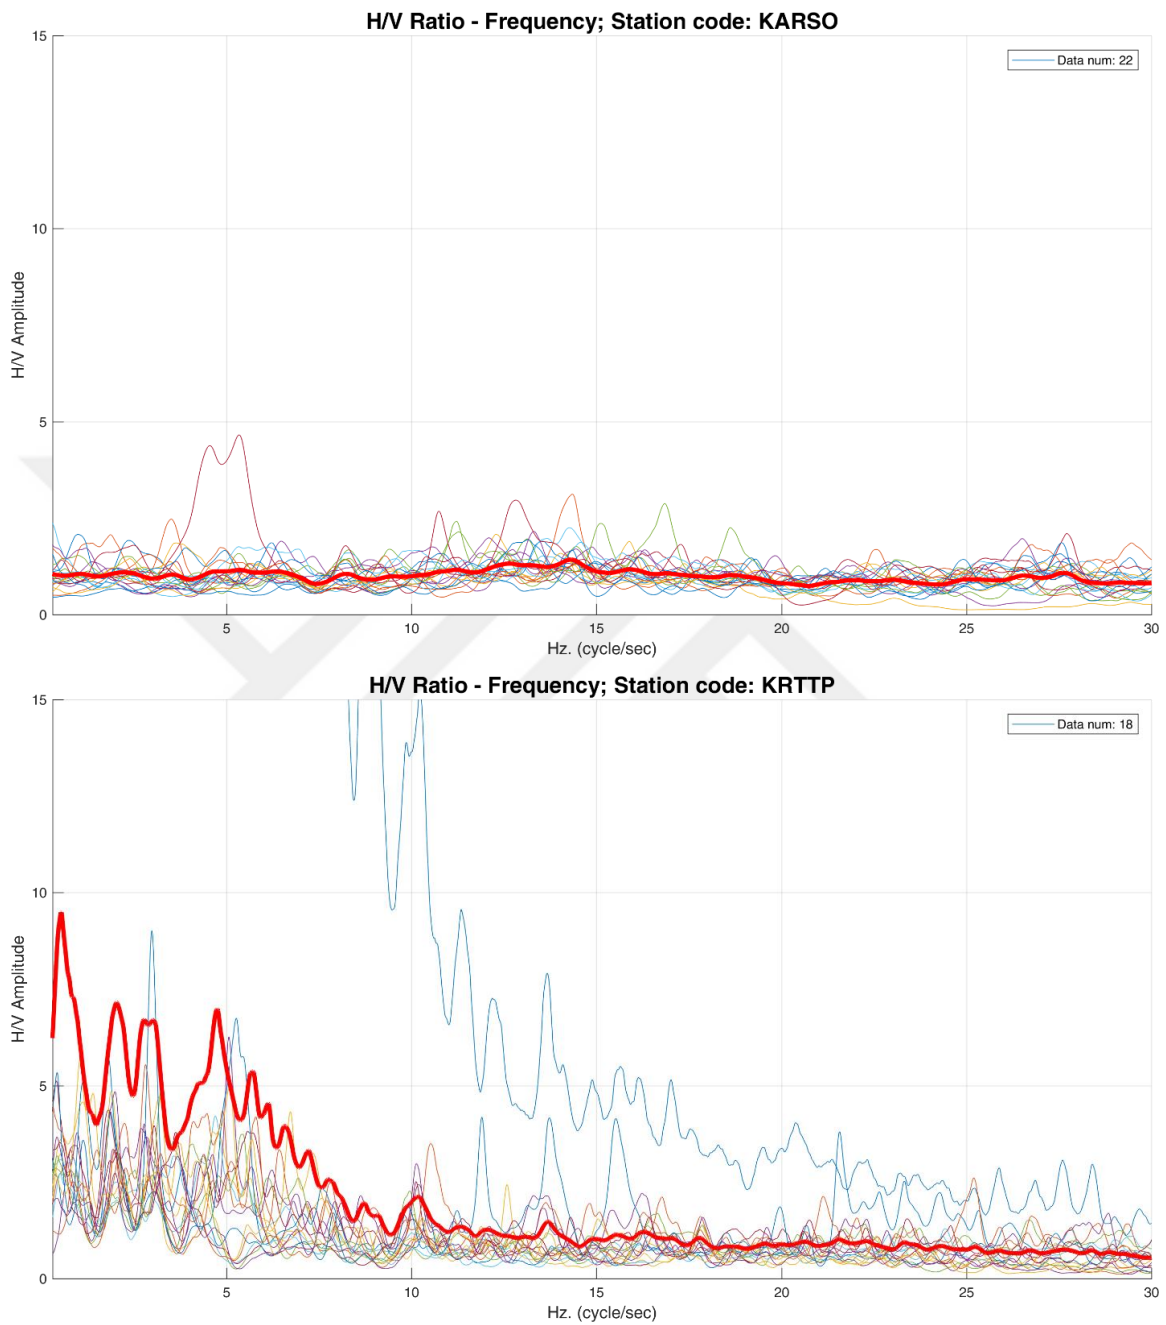 H/V Ratio - Frequency; Station code: KARSO
15
Data num: 22
10
H/V Amplitude
5
0
5 10 15 20 25 30
Hz. (cycle/sec)
H/V Ratio - Frequency; Station code: KRTTP
15
Data num: 18
10
H/V Amplitude
5
0
5 10 15 20 25 30
Hz. (cycle/sec)